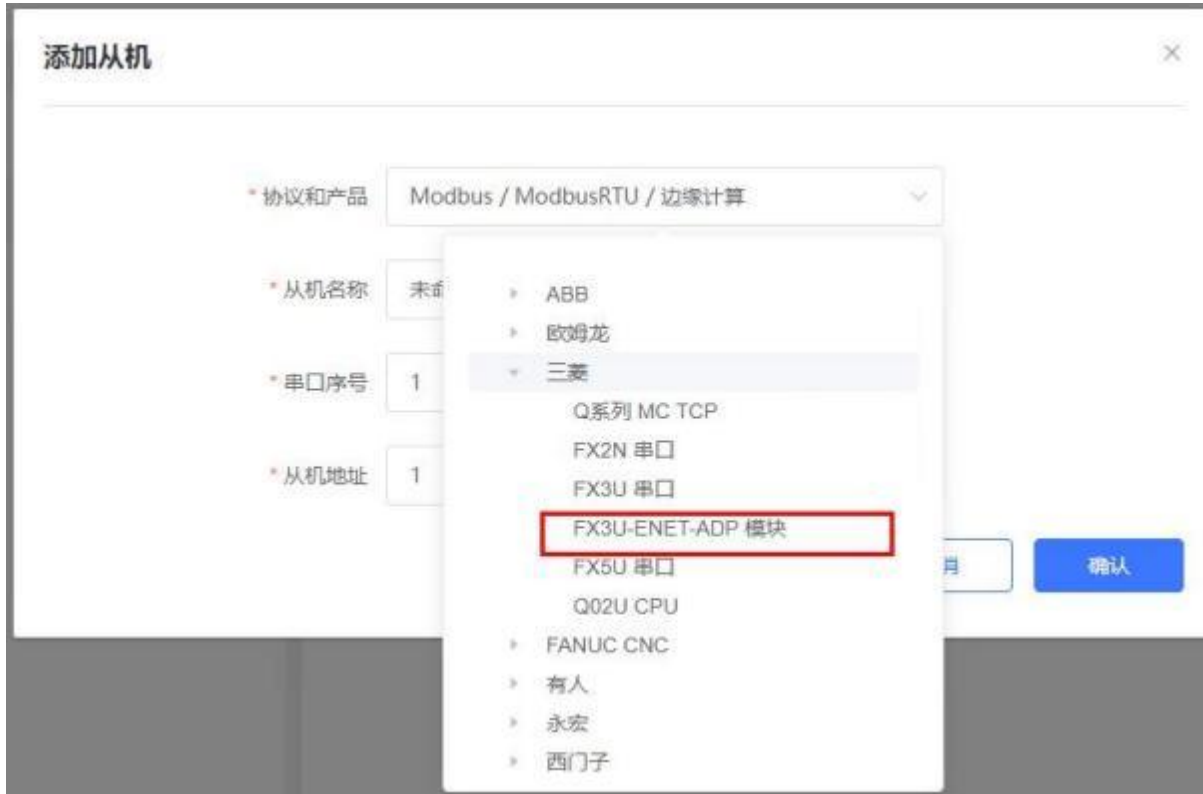 添加从机
*协议和产品 Modbus / ModbusRTU / 边缘计算
*从机名称 未
*串口序号 1
*从机地址 1
ABB
欧姆龙
三菱
Q系列 MC TCP
FX2N 串口
FX3U 串口
FX3U-ENET-ADP 模块
FX5U 串口
Q02U CPU
FANUC CNC
有人
永宏
西门子
确认